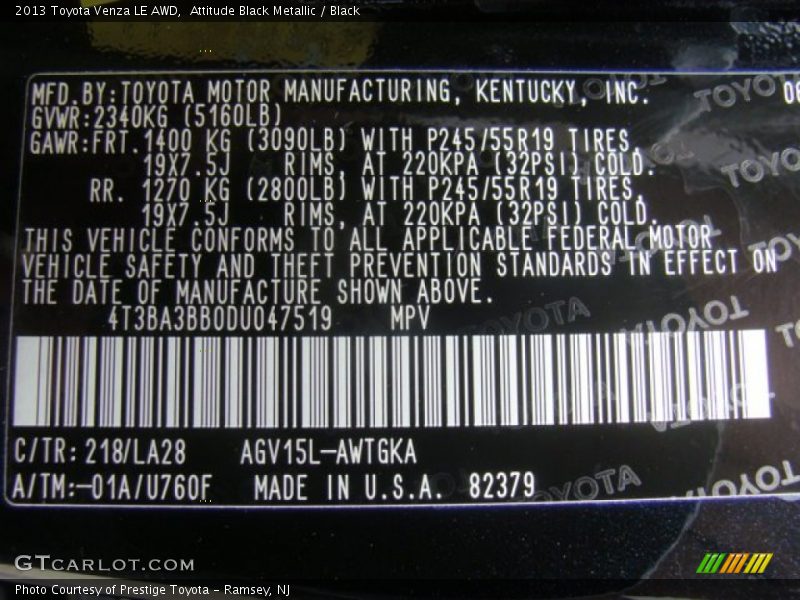 2013 Toyota Venza LE AWD,  Attitude Black Metallic / Black
MFD.BY:TOYOTA MOTOR MANUFACTURING, KENTUCKY, INC. 06
GVWR:2340KG (5160LB)
GAWR:FRT.1400 KG (3090LB) WITH P245/55R19 TIRES,
19X7.5J RIMS, AT 220KPA (32PSI) COLD.
RR. 1270 KG (2800LB) WITH P245/55R19 TIRES,
19X7.5J RIMS, AT 220KPA (32PSI) COLD.
THIS VEHICLE CONFORMS TO ALL APPLICABLE FEDERAL MOTOR
VEHICLE SAFETY AND THEFT PREVENTION STANDARDS IN EFFECT ON
THE DATE OF MANUFACTURE SHOWN ABOVE.
4T3BA3BB0DU047519 MPV
C/TR:218/LA28 AGV15L-AWTGKA
A/TM:-01A/U760F MADE IN U.S.A. 82379
TOYOTA
TOYOTA
TOYOTA
TOYOTA
GTCARLOT.COM
Photo Courtesy of Prestige Toyota - Ramsey, NJ